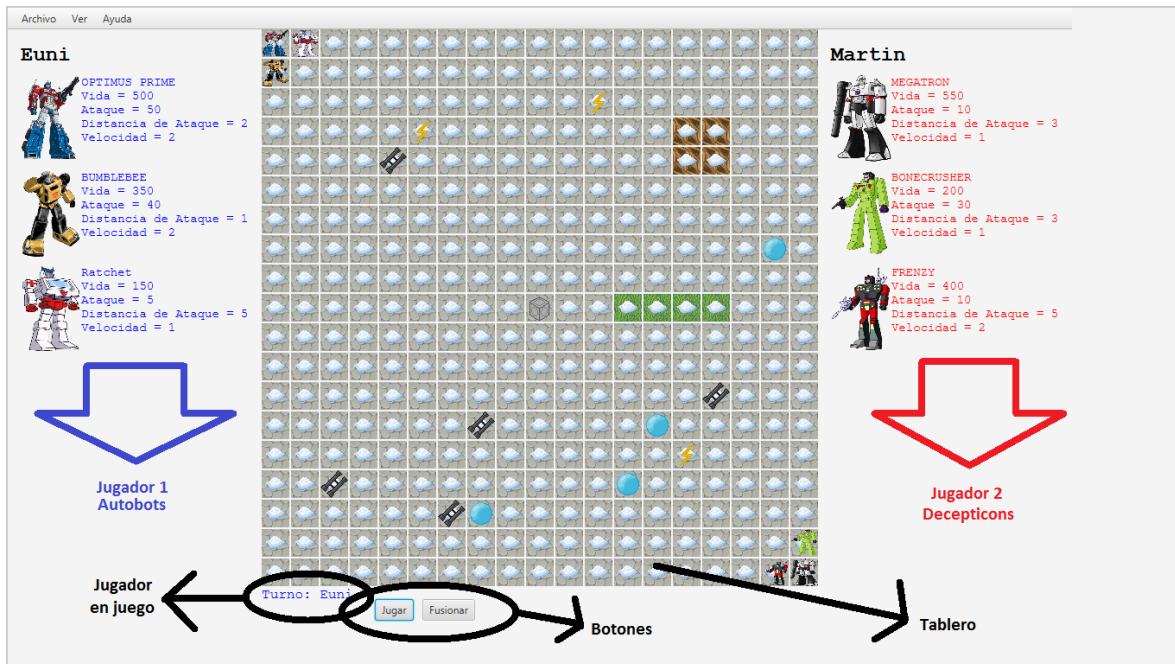 Archivo Ver Ayuda
Euni
OPTIMUS PRIME
Vida = 500
Ataque = 50
Distancia de Ataque = 2
Velocidad = 2
BUMBLEBEE
Vida = 350
Ataque = 40
Distancia de Ataque = 1
Velocidad = 2
Ratchet
Vida = 150
Ataque = 5
Distancia de Ataque = 5
Velocidad = 1
Jugador 1
Autobots
Martin
MEGATRON
Vida = 550
Ataque = 10
Distancia de Ataque = 3
Velocidad = 1
BONECRUSHER
Vida = 200
Ataque = 30
Distancia de Ataque = 3
Velocidad = 1
FRENZY
Vida = 400
Ataque = 10
Distancia de Ataque = 5
Velocidad = 2
Jugador 2
Decepticons
Jugador
en juego
Turno: Euni
Jugar Fusionar
Botones
Tablero